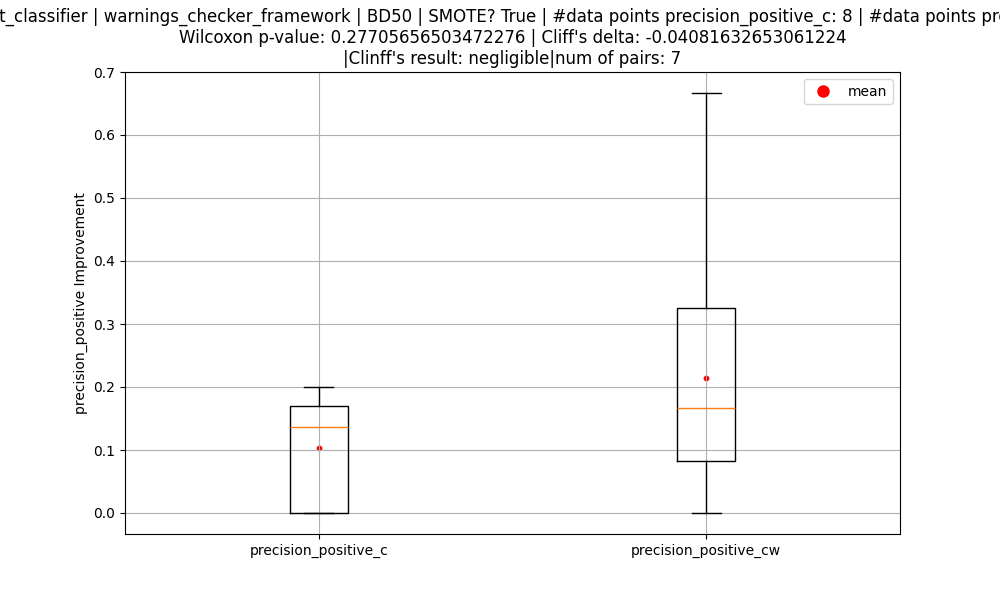 t_classifier | warnings_checker_framework | BD50 | SMOTE? True | #data points precision_positive_c: 8 | #data points pr
Wilcoxon p-value: 0.27705656503472276 | Cliff's delta: -0.04081632653061224
|Clinff's result: negligible|num of pairs: 7
mean
0.7
0.6
0.5
0.4
0.3
0.2
0.1
0.0
precision_positive Improvement
precision_positive_c
precision_positive_cw